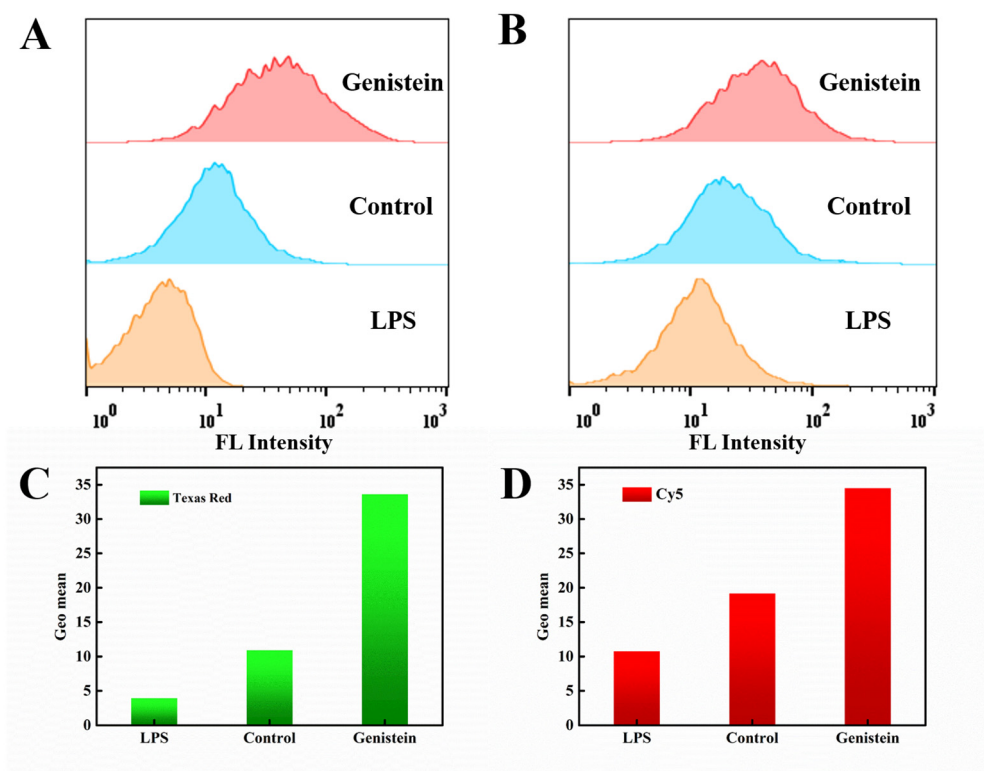 A
Genistein
Control
LPS
10^0 10^1 10^2 10^3
FL Intensity
B
Genistein
Control
LPS
10^0 10^1 10^2 10^3
FL Intensity
C
Texas Red
35
30
25
20
15
10
5
0
Geo mean
LPS Control Genistein
D
Cy5
35
30
25
20
15
10
5
0
Geo mean
LPS Control Genistein